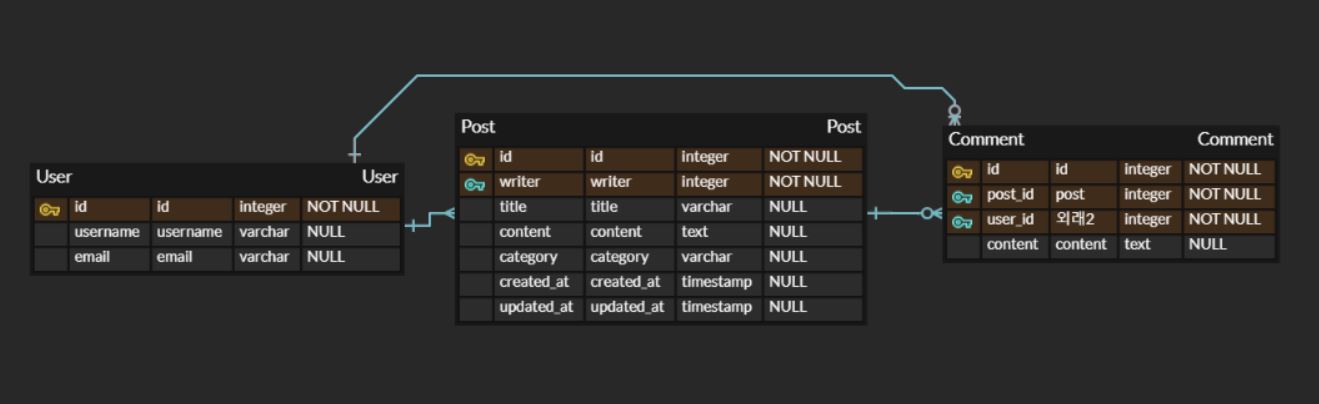 User User
id id integer NOT NULL
username username varchar NULL
email email varchar NULL
Post Post
id id integer NOT NULL
writer writer integer NOT NULL
title title varchar NULL
content content text NULL
category category varchar NULL
created_at created_at timestamp NULL
updated_at updated_at timestamp NULL
Comment Comment
id id integer NOT NULL
post_id post integer NOT NULL
user_id 외래2 integer NOT NULL
content content text NULL